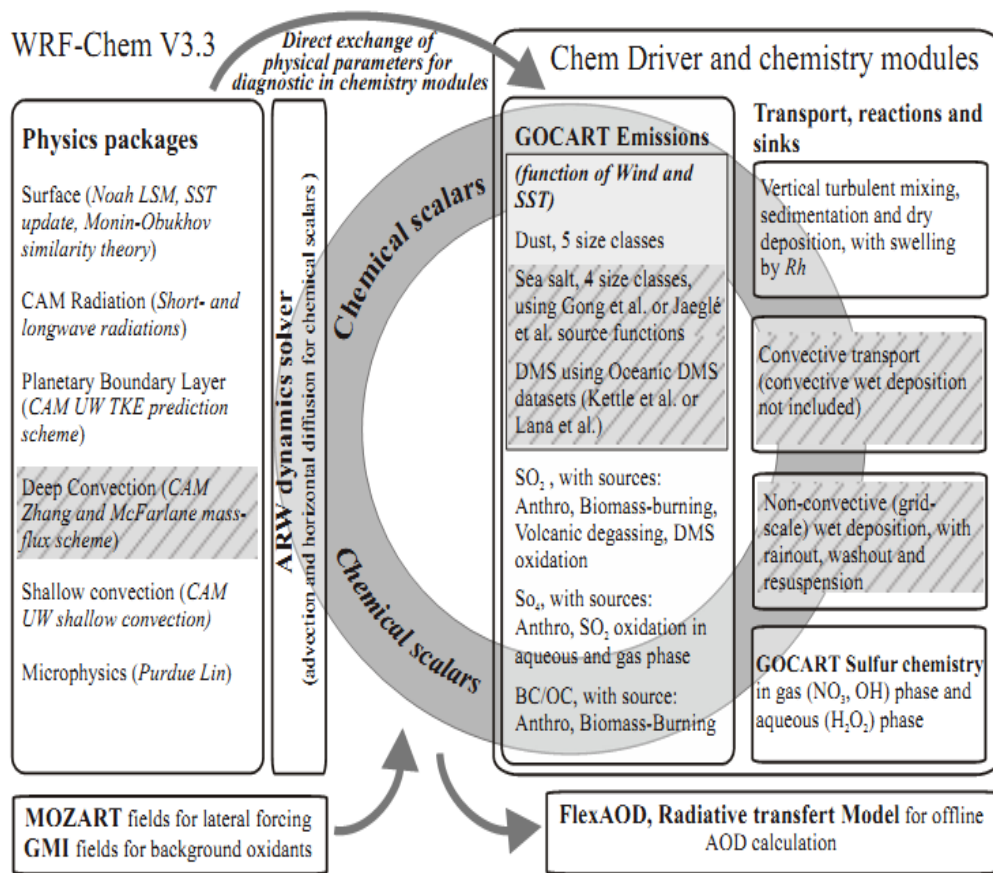 WRF-Chem V3.3
Direct exchange of
physical parameters for
diagnostic in chemistry modules
Physics packages
Surface (Noah LSM, SST
update, Monin-Obukhov
similarity theory)
CAM Radiation (Short- and
longwave radiations)
Planetary Boundary Layer
(CAM UW TKE prediction
scheme)
Deep Convection (CAM
Zhang and McFarlane mass-
flux scheme)
Shallow convection (CAM
UW shallow convection)
Microphysics (Purdue Lin)
ARW dynamics solver
(advection and horizontal diffusion for chemical scalars )
Chemical scalars
Chemical scalars
Chem Driver and chemistry modules
GOCART Emissions
(function of Wind and
SST)
Dust, 5 size classes
Sea salt, 4 size classes,
using Gong et al. or Jaeglé
et al. source functions
DMS using Oceanic DMS
datasets (Kettle et al. or
Lana et al.)
SO₂ , with sources:
Anthro, Biomass-burning,
Volcanic degassing, DMS
oxidation
So₄, with sources:
Anthro, SO₂ oxidation in
aqueous and gas phase
BC/OC, with source:
Anthro, Biomass-Burning
Transport, reactions and
sinks
Vertical turbulent mixing,
sedimentation and dry
deposition, with swelling
by Rh
Convective transport
(convective wet deposition
not included)
Non-convective (grid-
scale) wet deposition, with
rainout, washout and
resuspension
GOCART Sulfur chemistry
in gas (NO₃, OH) phase and
aqueous (H₂O₂) phase
MOZART fields for lateral forcing
GMI fields for background oxidants
FlexAOD, Radiative transfert Model for offline
AOD calculation